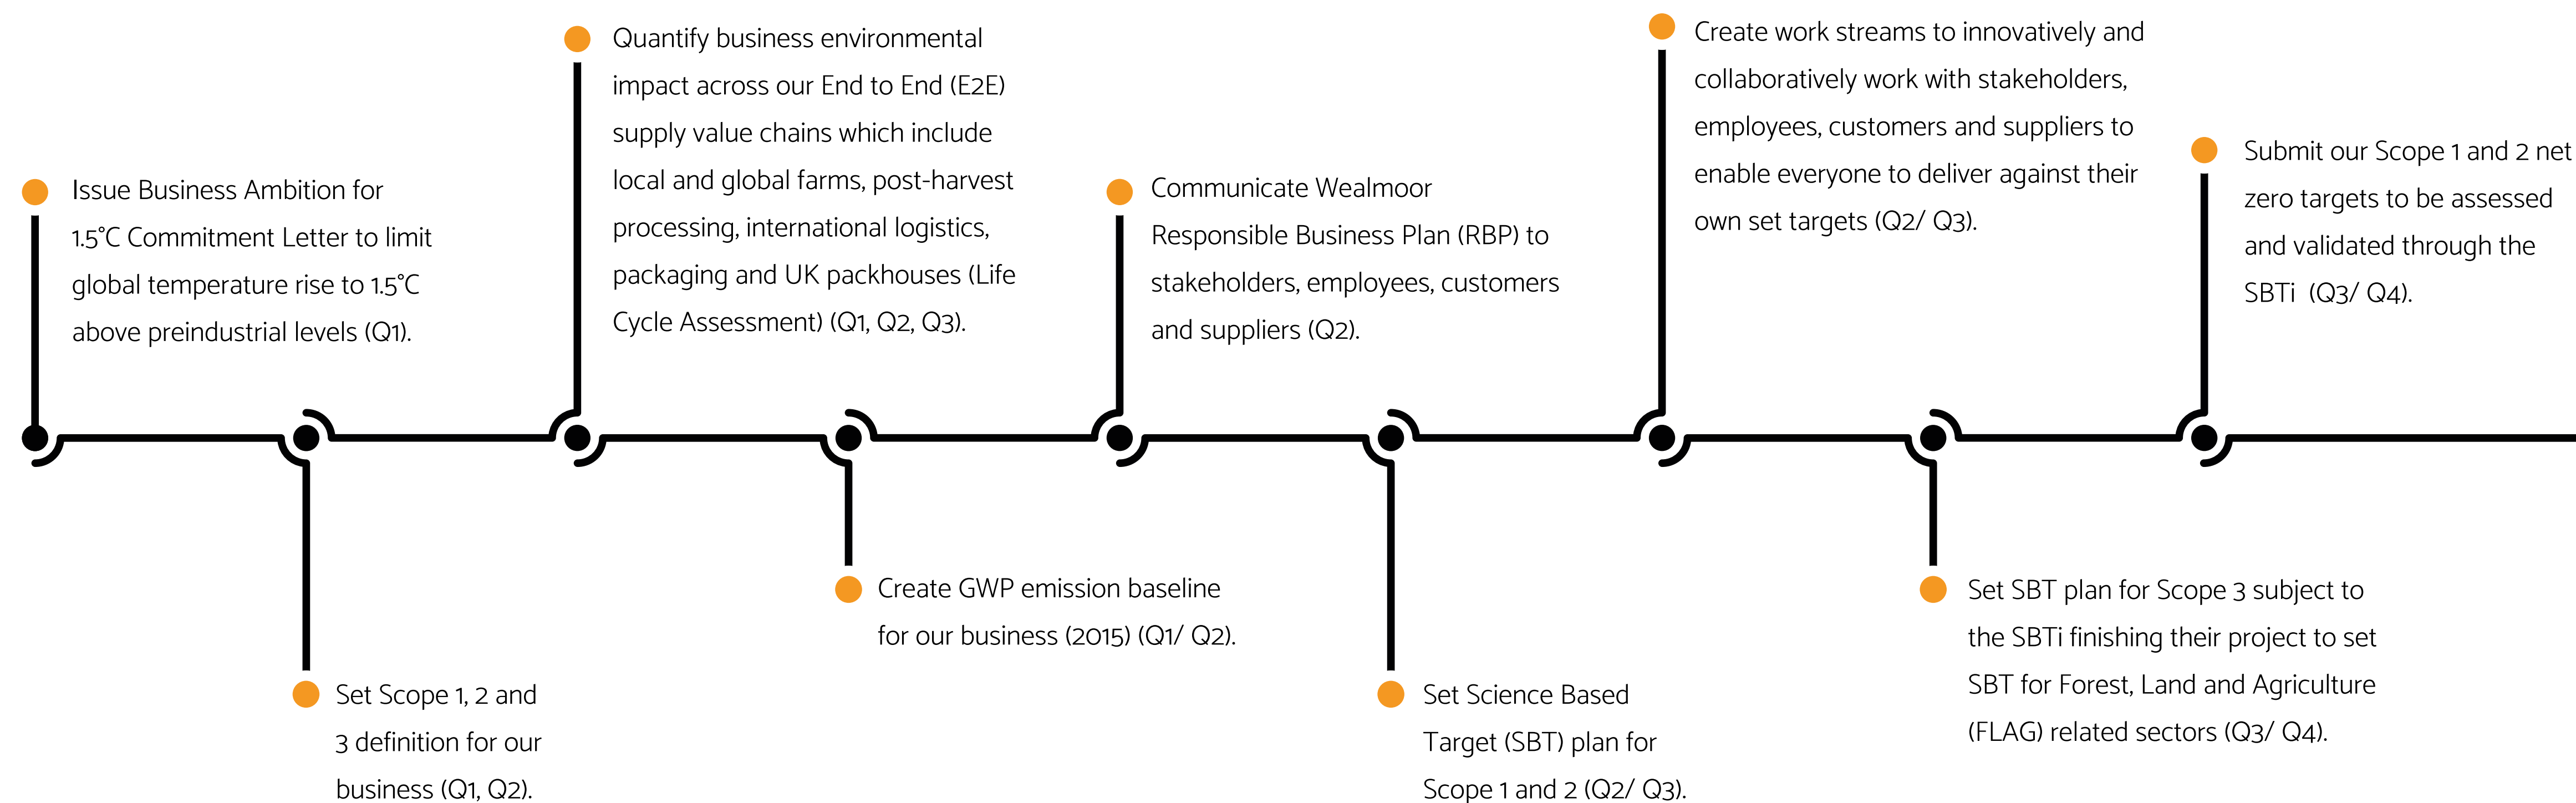 Issue Business Ambition for
1.5°C Commitment Letter to limit
global temperature rise to 1.5°C
above preindustrial levels (Q1).
Set Scope 1, 2 and
3 definition for our
business (Q1, Q2).
Quantify business environmental
impact across our End to End (E2E)
supply value chains which include
local and global farms, post-harvest
processing, international logistics,
packaging and UK packhouses (Life
Cycle Assessment) (Q1, Q2, Q3).
Create GWP emission baseline
for our business (2015) (Q1/ Q2).
Communicate Wealmoor
Responsible Business Plan (RBP) to
stakeholders, employees, customers
and suppliers (Q2).
Set Science Based
Target (SBT) plan for
Scope 1 and 2 (Q2/ Q3).
Create work streams to innovatively and
collaboratively work with stakeholders,
employees, customers and suppliers to
enable everyone to deliver against their
own set targets (Q2/ Q3).
Set SBT plan for Scope 3 subject to
the SBTi finishing their project to set
SBT for Forest, Land and Agriculture
(FLAG) related sectors (Q3/ Q4).
Submit our Scope 1 and 2 net
zero targets to be assessed
and validated through the
SBTi  (Q3/ Q4).